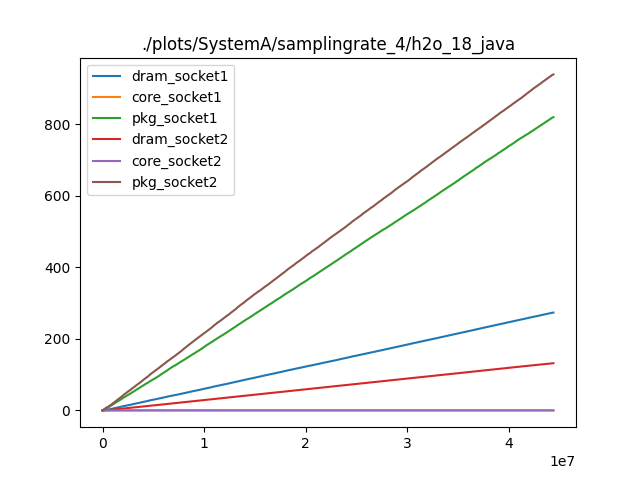 ./plots/SystemA/samplingrate_4/h2o_18_java
dram_socket1
core_socket1
pkg_socket1
dram_socket2
core_socket2
pkg_socket2
800
600
400
200
0
0 1 2 3 4
1e7